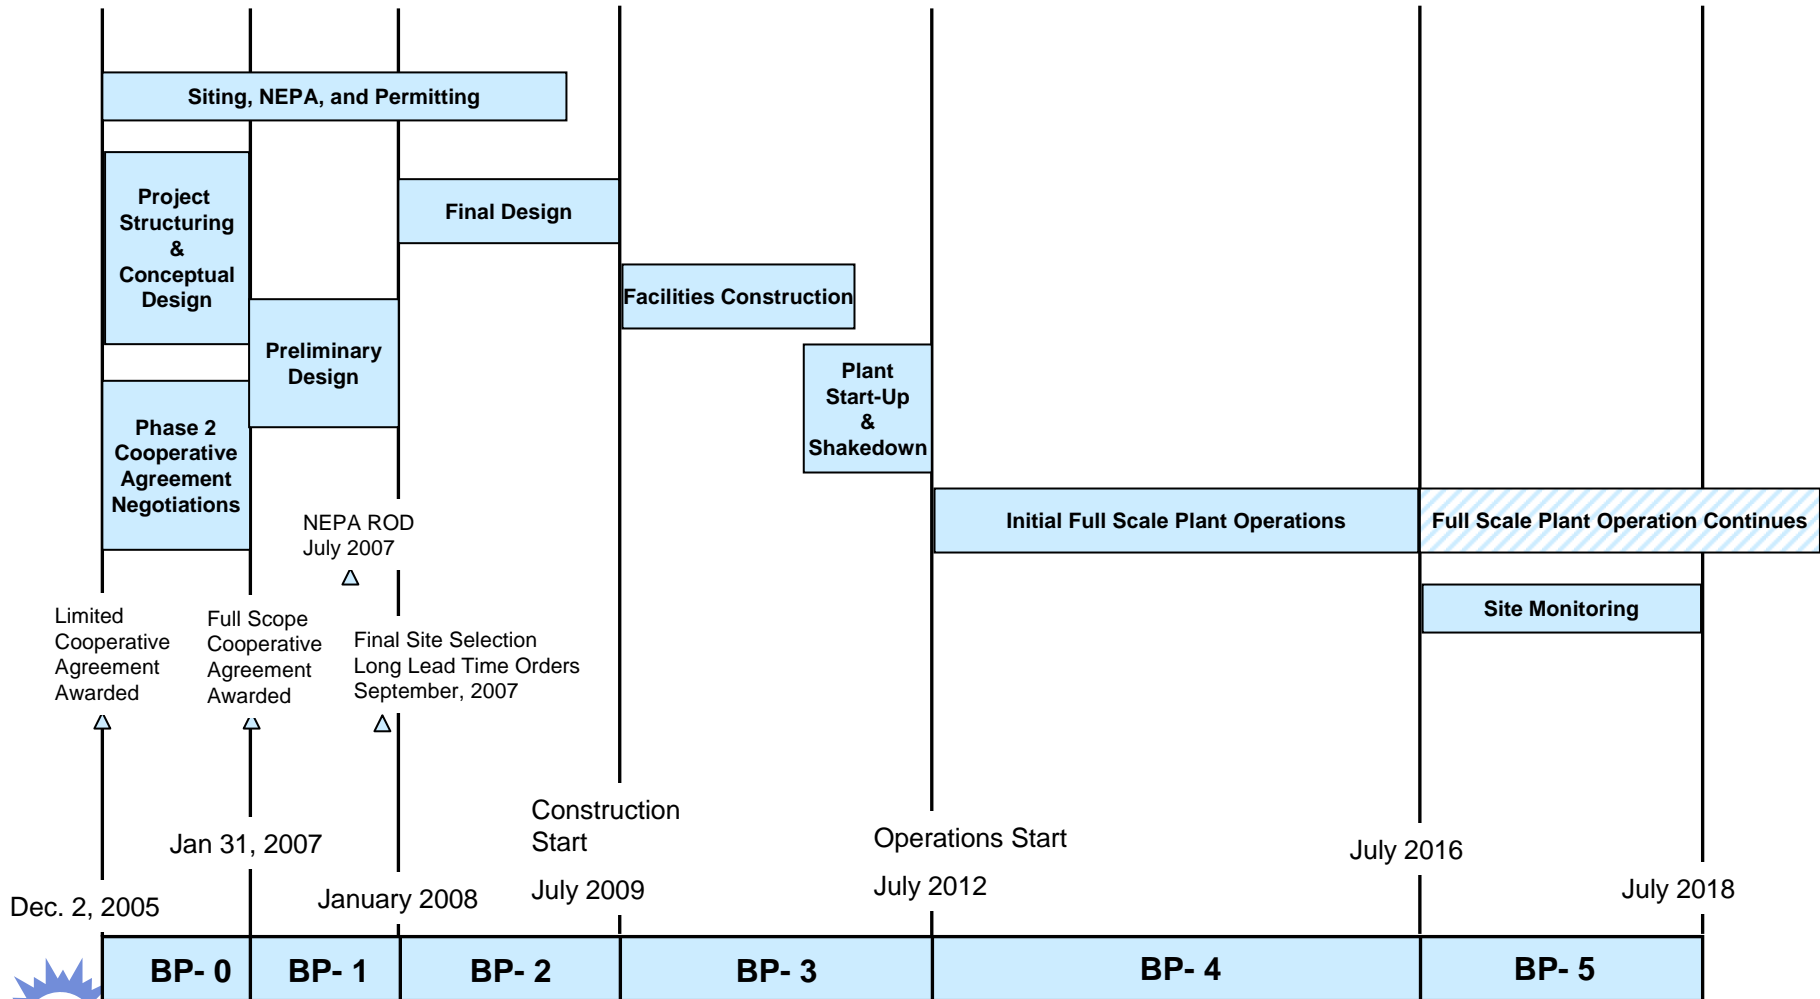 Siting, NEPA, and Permitting
Project
Structuring
&
Conceptual
Design
Final Design
Facilities Construction
Preliminary
Design
Plant
Start-Up
&
Shakedown
Phase 2
Cooperative
Agreement
Negotiations
NEPA ROD
July 2007
Initial Full Scale Plant Operations
Full Scale Plant Operation Continues
Site Monitoring
Limited
Cooperative
Agreement
Awarded
Full Scope
Cooperative
Agreement
Awarded
Final Site Selection
Long Lead Time Orders
September, 2007
Construction
Start
July 2009
Operations Start
July 2012
Jan 31, 2007
July 2016
Dec. 2, 2005
January 2008
July 2018
BP- 0
BP- 1
BP- 2
BP- 3
BP- 4
BP- 5